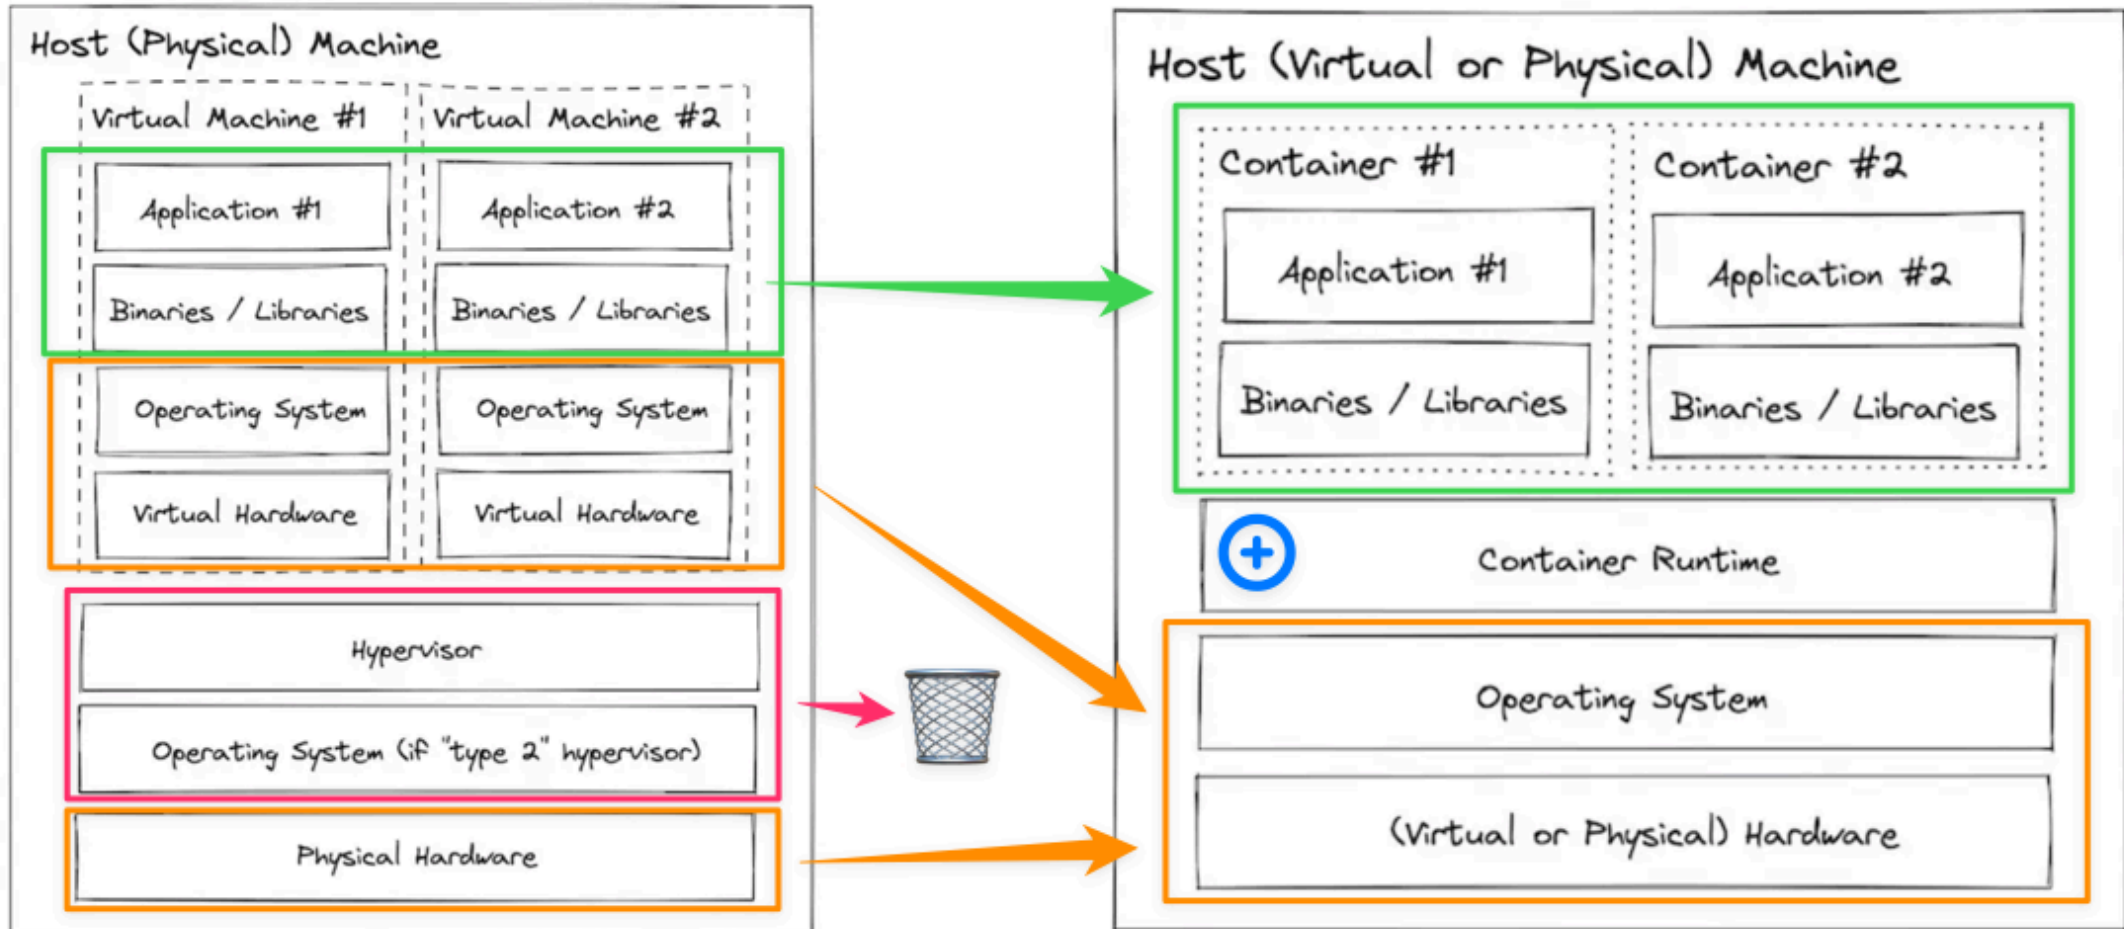 Host (Physical) Machine
Virtual Machine #1
Virtual Machine #2
Application #1
Application #2
Binaries / Libraries
Binaries / Libraries
Operating System
Operating System
Virtual Hardware
Virtual Hardware
Hypervisor
Operating System (if "type 2" hypervisor)
Physical Hardware
Host (Virtual or Physical) Machine
Container #1
Container #2
Application #1
Application #2
Binaries / Libraries
Binaries / Libraries
Container Runtime
Operating System
(Virtual or Physical) Hardware